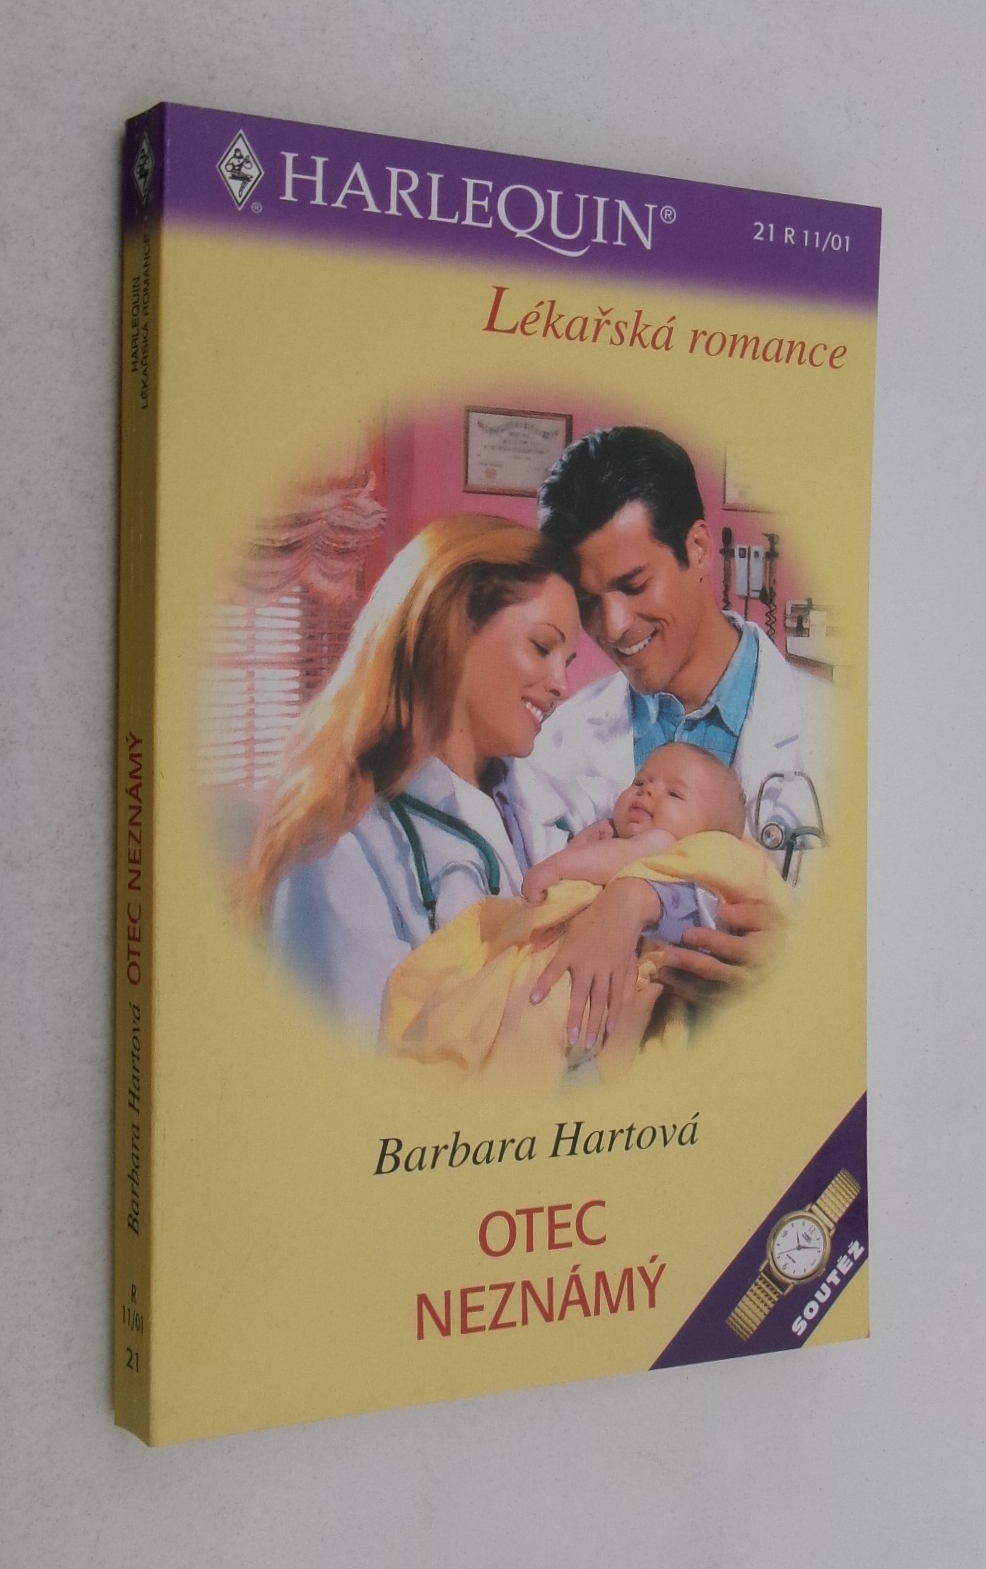 HARLEQUIN®
21 R 11/01
Lékařská romance
Barbara Hartová
OTEC
NEZNÁMÝ
SOUTĚŽ
HARLEQUIN
LÉKAŘSKÁ ROMANCE
Barbara Hartová OTEC NEZNÁMÝ
R
11/01
21